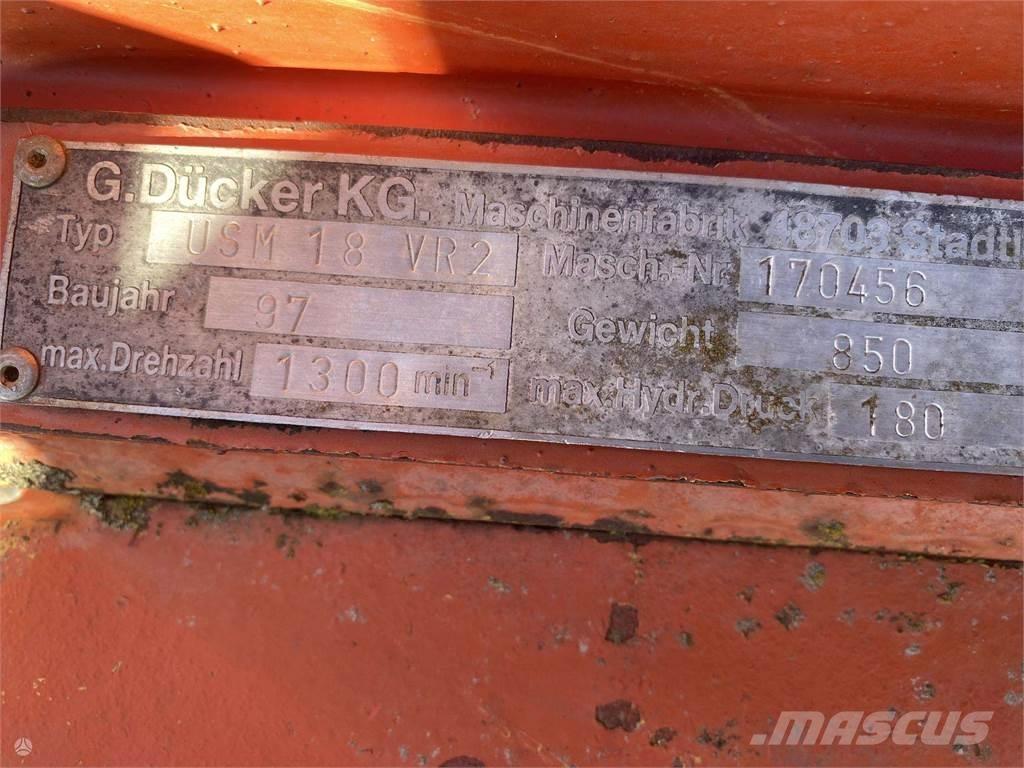 G.Dücker KG. Maschinenfabrik 48703 Stadtl
Typ USM 18 VR2
Masch.-Nr 170456
Baujahr 97
Gewicht 850
max.Drehzahl 1300 min⁻¹
max.Hydr.Druck 180
MASCUS